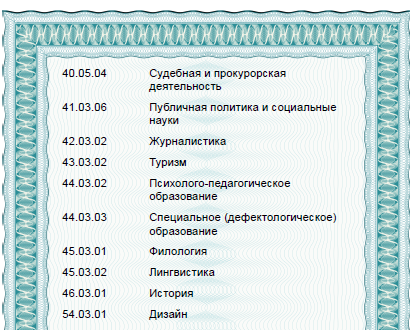 40.05.04 Судебная и прокурорская
деятельность
41.03.06 Публичная политика и социальные
науки
42.03.02 Журналистика
43.03.02 Туризм
44.03.02 Психолого-педагогическое
образование
44.03.03 Специальное (дефектологическое)
образование
45.03.01 Филология
45.03.02 Лингвистика
46.03.01 История
54.03.01 Дизайн